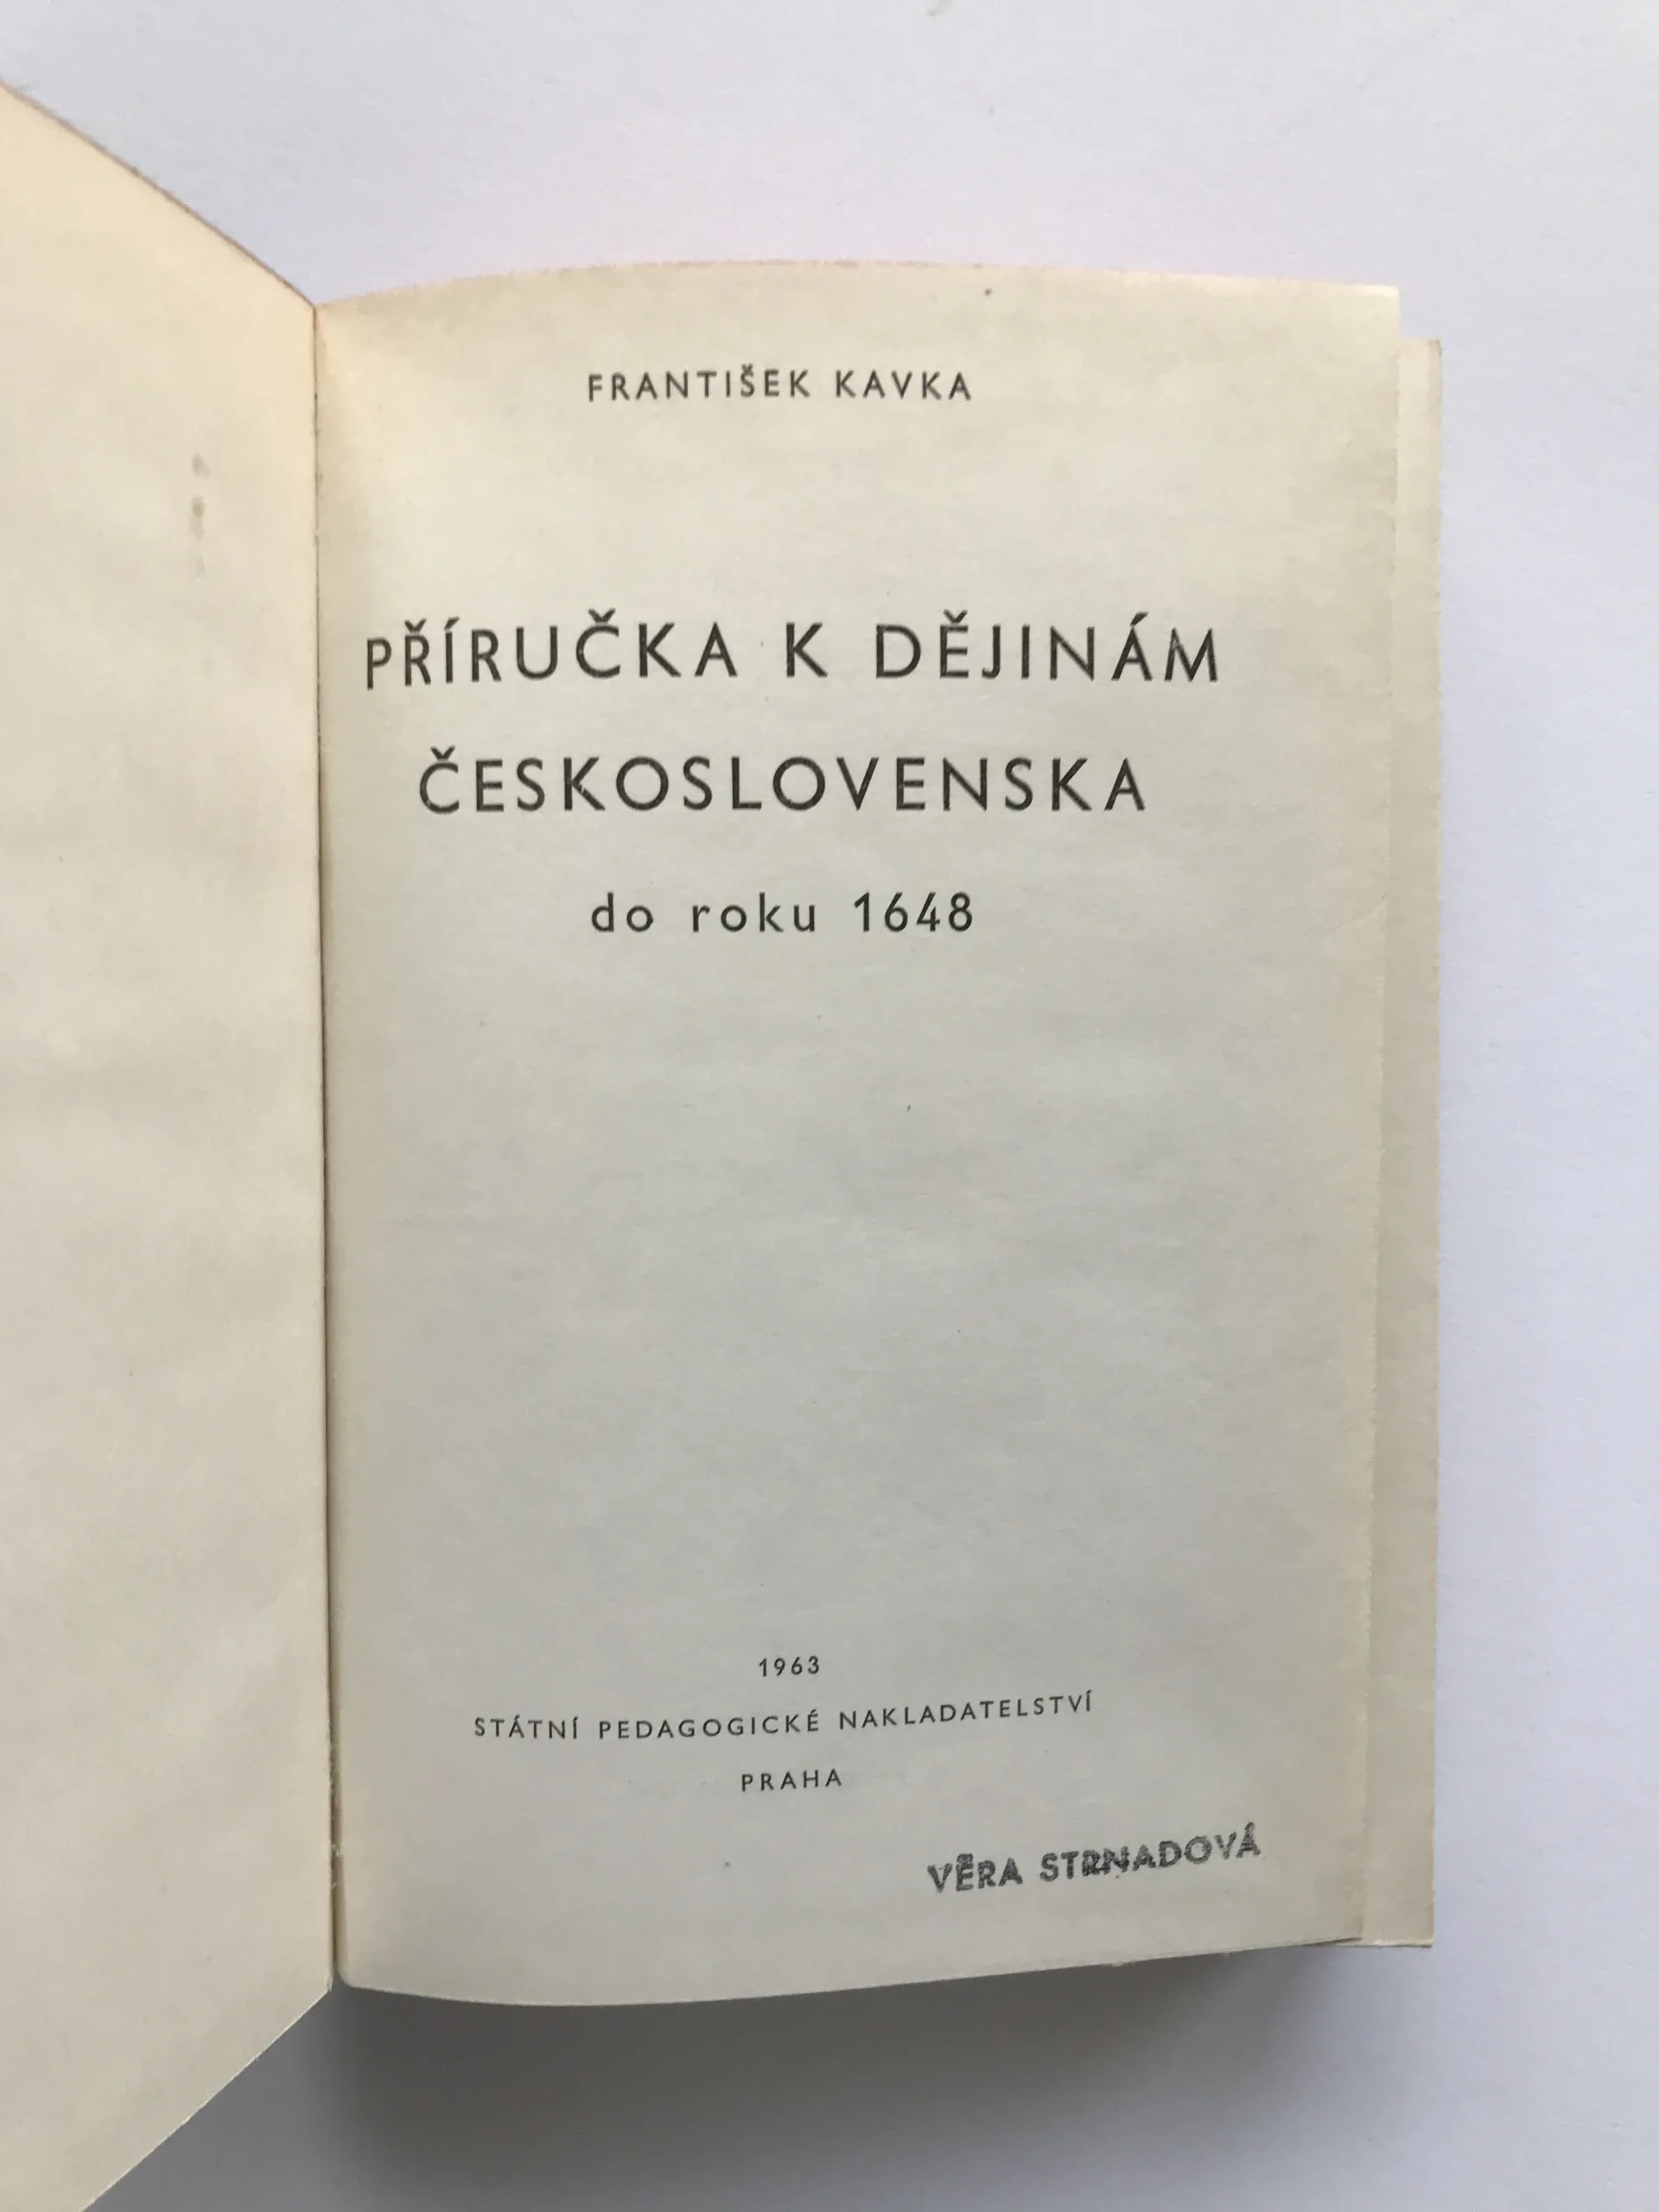 FRANTIŠEK KAVKA
PŘÍRUČKA K DĚJINÁM
ČESKOSLOVENSKA
do roku 1648
1963
STÁTNÍ PEDAGOGICKÉ NAKLADATELSTVÍ
PRAHA
VĚRA STRNADOVÁ